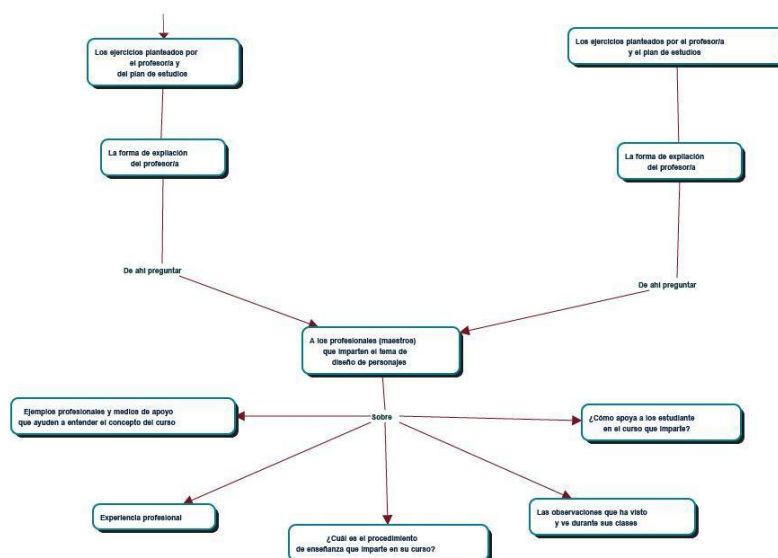 Los ejercicios planteados por
el profesor/a y
del plan de estudios
Los ejercicios planteados por el profesor/a
y el plan de estudios
La forma de expilación
del profesor/a
La forma de expilación
del profesor/a
De ahi preguntar
De ahi preguntar
A los profesionales (maestros)
que imparten el tema de
diseño de personajes
Ejemplos profesionales y medios de apoyo
que ayuden a entender el concepto del curso
Sobre
¿Cómo apoya a los estudiante
en el curso que imparte?
Experiencia profesional
¿Cuál es el procedimiento
de enseñanza que imparte en su curso?
Las observaciones que ha visto
y ve durante sus clases